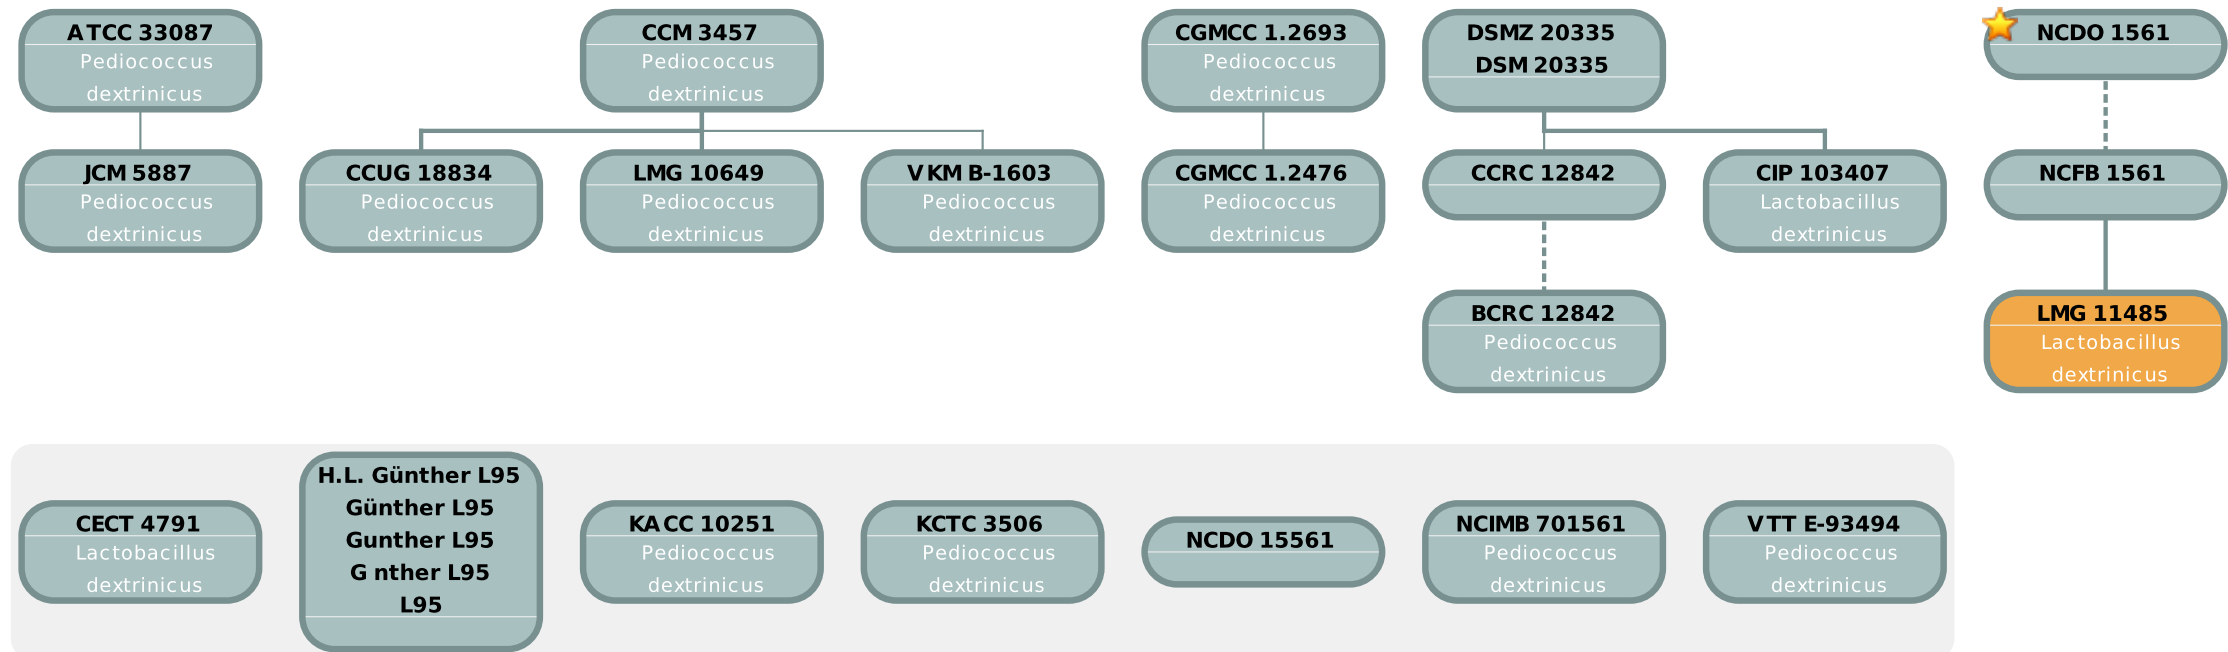 ATCC 33087
Pediococcus
dextrinicus
CCM 3457
Pediococcus
dextrinicus
CGMCC 1.2693
Pediococcus
dextrinicus
DSMZ 20335
DSM 20335
NCDO 1561
JCM 5887
Pediococcus
dextrinicus
CCUG 18834
Pediococcus
dextrinicus
LMG 10649
Pediococcus
dextrinicus
VKM B-1603
Pediococcus
dextrinicus
CGMCC 1.2476
Pediococcus
dextrinicus
CCRC 12842
CIP 103407
Lactobacillus
dextrinicus
NCFB 1561
BCRC 12842
Pediococcus
dextrinicus
LMG 11485
Lactobacillus
dextrinicus
CECT 4791
Lactobacillus
dextrinicus
H.L. Günther L95
Günther L95
Gunther L95
G nther L95
L95
KACC 10251
Pediococcus
dextrinicus
KCTC 3506
Pediococcus
dextrinicus
NCDO 15561
NCIMB 701561
Pediococcus
dextrinicus
VTT E-93494
Pediococcus
dextrinicus